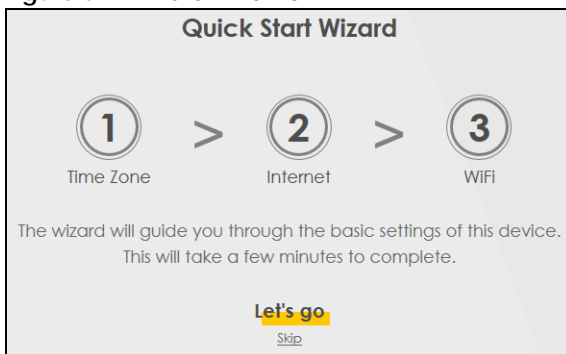 Quick Start Wizard
1 > 2 > 3
Time Zone Internet WiFi
The wizard will guide you through the basic settings of this device.
This will take a few minutes to complete.
Let's go
Skip